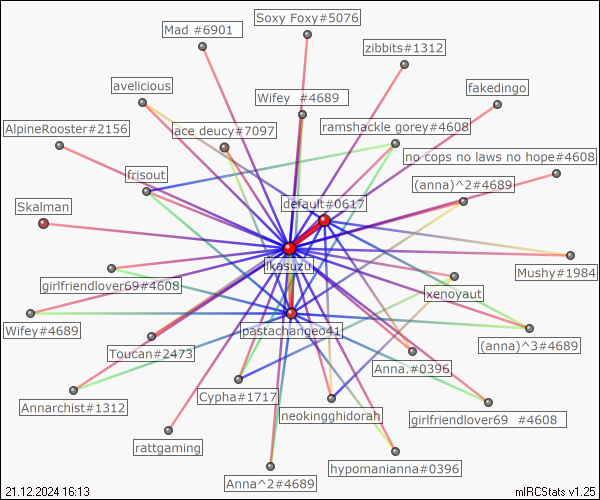 Soxy Foxy#5076
Mad #6901
zibbits#1312
avelicious
fakedingo
Wifey #4689
AlpineRooster#2156
ace deucy#7097
ramshackle gorey#4608
no cops no laws no hope#4608
frisout
(anna)^2#4689
default#0617
Skalman
jkasuzu
Mushy#1984
girlfriendlover69#4608
xenoyaut
Wifey#4689
pastachange041
(anna)^3#4689
Toucan#2473
Anna.#0396
Cypha#1717
Annarchist#1312
neokingghidorah
girlfriendlover69 #4608
rattgaming
hypomanianna#0396
Anna^2#4689
21.12.2024 16:13
mIRCStats v1.25